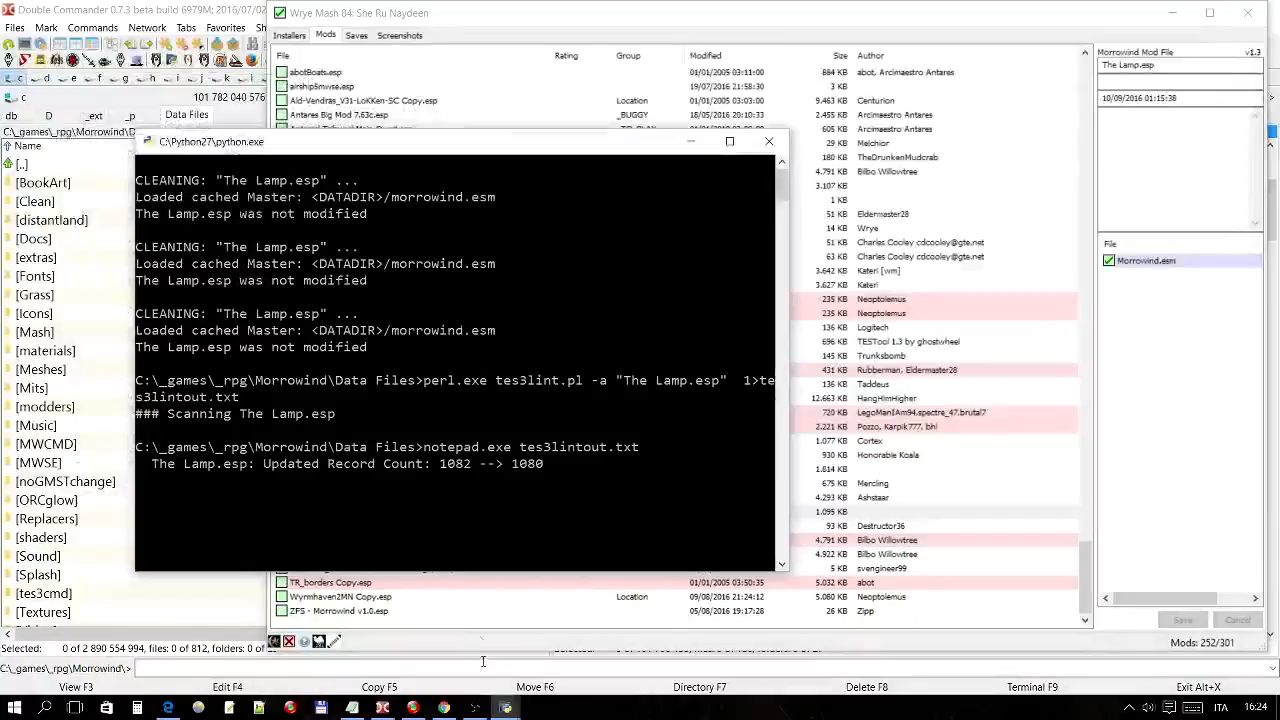 Double Commander 0.7.3 beta build 6979M; 2016/07/02
Files Mark Commands Network Tabs Favorites
c 101 782 040 576
db D _ext _p Data Files
C:\_games\_rpg\Morrowind\Data
Name
[..]
[BookArt]
[Clean]
[distantland]
[Docs]
[extras]
[Fonts]
[Grass]
[Icons]
[Mash]
[materials]
[Meshes]
[Mits]
[modders]
[Music]
[MWCMD]
[MWSE]
[noGMSTchange]
[ORCglow]
[Replacers]
[shaders]
[Sound]
[Splash]
[tes3cmd]
[Textures]
Wrye Mash 84: She Ru Naydeen
Installers Mods Saves Screenshots
File Rating Group Modified Size Author
abotBoats.esp 01/01/2005 03:11:00 884 KB abot, Arcimaestro Antares
airship5mwse.esp 19/07/2016 21:58:30 3 KB
Ald-Vendras_V31-LoKKen-SC Copy.esp Location 01/01/2005 03:03:00 9.463 KB Centurion
Antares Big Mod 7.63c.esp _BUGGY 18/05/2016 20:10:33 2.455 KB Arcimaestro Antares
605 KB Arcimaestro Antares
29 KB Melchior
180 KB TheDrunkenMudcrab
4.791 KB Bilbo Willowtree
3.107 KB
1 KB
51 KB Eldermaster28
14 KB Wrye
51 KB Charles Cooley cdcooley@gte.net
63 KB Charles Cooley cdcooley@gte.net
3.642 KB Kateri [wm]
3.627 KB Kateri
235 KB Neoptolemus
235 KB Neoptolemus
136 KB Logitech
696 KB TESTool 1.3 by ghostwheel
145 KB Trunksbomb
431 KB Rubberman, Eldermaster28
136 KB Taddeus
12.663 KB HangHimHigher
720 KB LegoManIAm94,spectre_47,brutal7
2.221 KB Pozzo, Karpik777, bhl
1.077 KB Cortex
930 KB Honorable Koala
1.814 KB
675 KB Mercling
4.293 KB Ashstaar
1.095 KB
93 KB Destructor36
4.791 KB Bilbo Willowtree
4.922 KB Bilbo Willowtree
5 KB svengineer99
TR_borders Copy.esp 01/01/2005 03:50:35 5.032 KB abot
Wyrmhaven2MN Copy.esp Location 09/08/2016 21:24:12 5.080 KB Neoptolemus
ZFS - Morrowind v1.0.esp 05/08/2016 19:17:28 26 KB Zipp
Morrowind Mod File v1.3
The Lamp.esp
10/09/2016 01:15:38
File
Morrowind.esm
Save Cancel
Mods: 252/301
C:\Python27\python.exe
CLEANING: "The Lamp.esp" ...
Loaded cached Master: <DATADIR>/morrowind.esm
The Lamp.esp was not modified
CLEANING: "The Lamp.esp" ...
Loaded cached Master: <DATADIR>/morrowind.esm
The Lamp.esp was not modified
CLEANING: "The Lamp.esp" ...
Loaded cached Master: <DATADIR>/morrowind.esm
The Lamp.esp was not modified
C:\_games\_rpg\Morrowind\Data Files>perl.exe tes3lint.pl -a "The Lamp.esp"  1>te
s3lintout.txt
### Scanning The Lamp.esp
C:\_games\_rpg\Morrowind\Data Files>notepad.exe tes3lintout.txt
The Lamp.esp: Updated Record Count: 1082 --> 1080
Selected: 0 of 2 890 554 994, files: 0 of 812, folders: 0
C:\_games\_rpg\Morrowind\>
View F3 Edit F4 Copy F5 Move F6 Directory F7 Delete F8 Terminal F9 Exit Alt+X
ITA 16:24